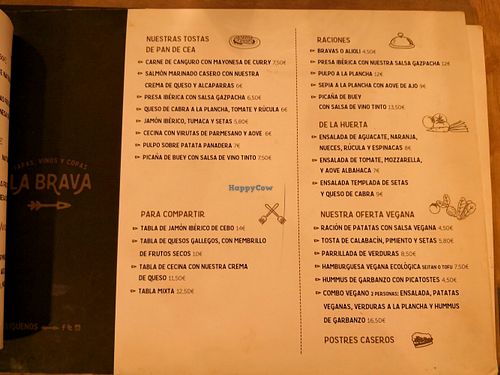 TAPAS, VINOS Y COPAS
LA BRAVA
SÍGUENOS
NUESTRAS TOSTAS
DE PAN DE CEA
CARNE DE CANGURO CON MAYONESA DE CURRY 7,50€
SALMÓN MARINADO CASERO CON NUESTRA
CREMA DE QUESO Y ALCAPARRAS 6€
PRESA IBÉRICA CON SALSA GAZPACHA 6,50€
QUESO DE CABRA A LA PLANCHA, TOMATE Y RÚCULA 6€
JAMÓN IBÉRICO, TUMACA Y SETAS 5,80€
CECINA CON VIRUTAS DE PARMESANO Y AOVE 6€
PULPO SOBRE PATATA PANADERA 7€
PICAÑA DE BUEY CON SALSA DE VINO TINTO 7,50€
HappyCow
PARA COMPARTIR
TABLA DE JAMÓN IBÉRICO DE CEBO 14€
TABLA DE QUESOS GALLEGOS, CON MEMBRILLO
DE FRUTOS SECOS 10€
TABLA DE CECINA CON NUESTRA CREMA
DE QUESO 11,50€
TABLA MIXTA 12,50€
RACIONES
BRAVAS O ALIOLI 4,50€
PRESA IBÉRICA CON NUESTRA SALSA GAZPACHA 12€
PULPO A LA PLANCHA 12€
SEPIA A LA PLANCHA CON AOVE DE AJO 9€
PICAÑA DE BUEY
CON SALSA DE VINO TINTO 13,50€
DE LA HUERTA
ENSALADA DE AGUACATE, NARANJA,
NUECES, RÚCULA Y ESPINACAS 8€
ENSALADA DE TOMATE, MOZZARELLA,
Y AOVE ALBAHACA 7€
ENSALADA TEMPLADA DE SETAS
Y QUESO DE CABRA 9€
NUESTRA OFERTA VEGANA
RACIÓN DE PATATAS CON SALSA VEGANA 4,50€
TOSTA DE CALABACÍN, PIMIENTO Y SETAS 5,80€
PARRILLADA DE VERDURAS 8,50€
HAMBURGUESA VEGANA ECOLÓGICA SEITAN O TOFU 7,50€
HUMMUS DE GARBANZO CON PICATOSTES 4,50€
COMBO VEGANO 2 PERSONAS: ENSALADA, PATATAS
VEGANAS, VERDURAS A LA PLANCHA Y HUMMUS
DE GARBANZO 16,50€
POSTRES CASEROS